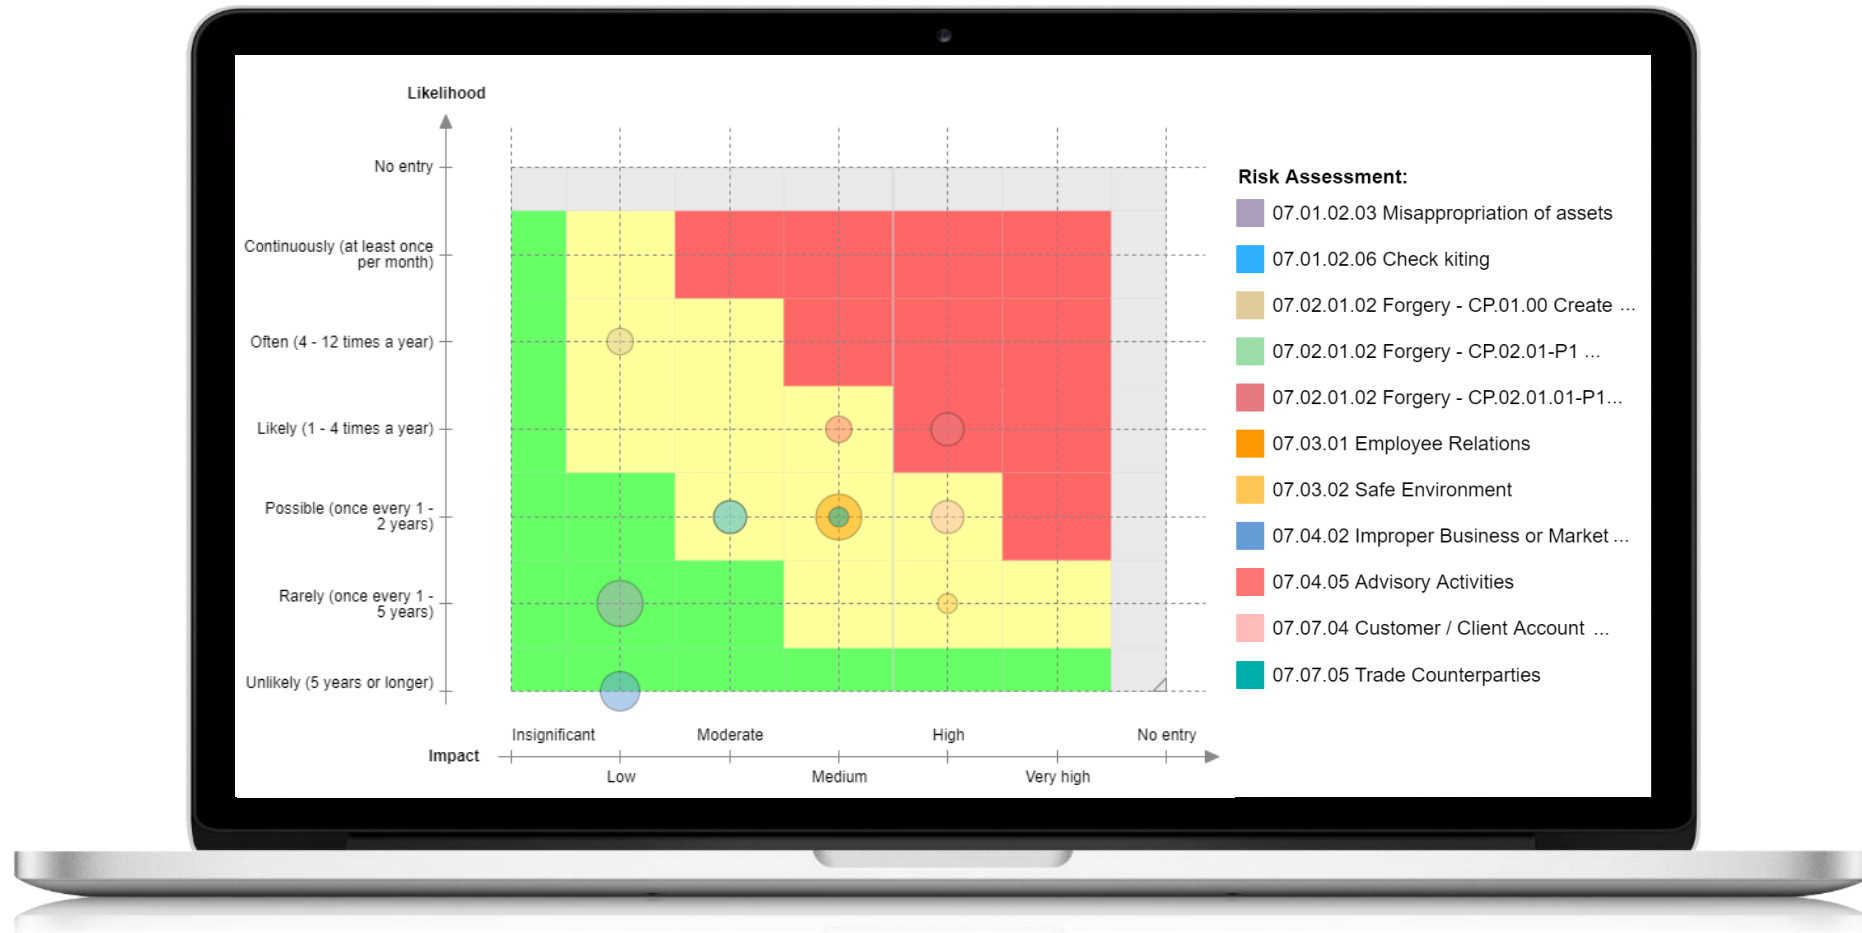 Likelihood
No entry
Continuously (at least once
per month)
Often (4 - 12 times a year)
Likely (1 - 4 times a year)
Possible (once every 1 -
2 years)
Rarely (once every 1 -
5 years)
Unlikely (5 years or longer)
Insignificant
Moderate
High
No entry
Impact
Low
Medium
Very high
Risk Assessment:
07.01.02.03 Misappropriation of assets
07.01.02.06 Check kiting
07.02.01.02 Forgery - CP.01.00 Create ...
07.02.01.02 Forgery - CP.02.01-P1 ...
07.02.01.02 Forgery - CP.02.01.01-P1...
07.03.01 Employee Relations
07.03.02 Safe Environment
07.04.02 Improper Business or Market ...
07.04.05 Advisory Activities
07.07.04 Customer / Client Account ...
07.07.05 Trade Counterparties